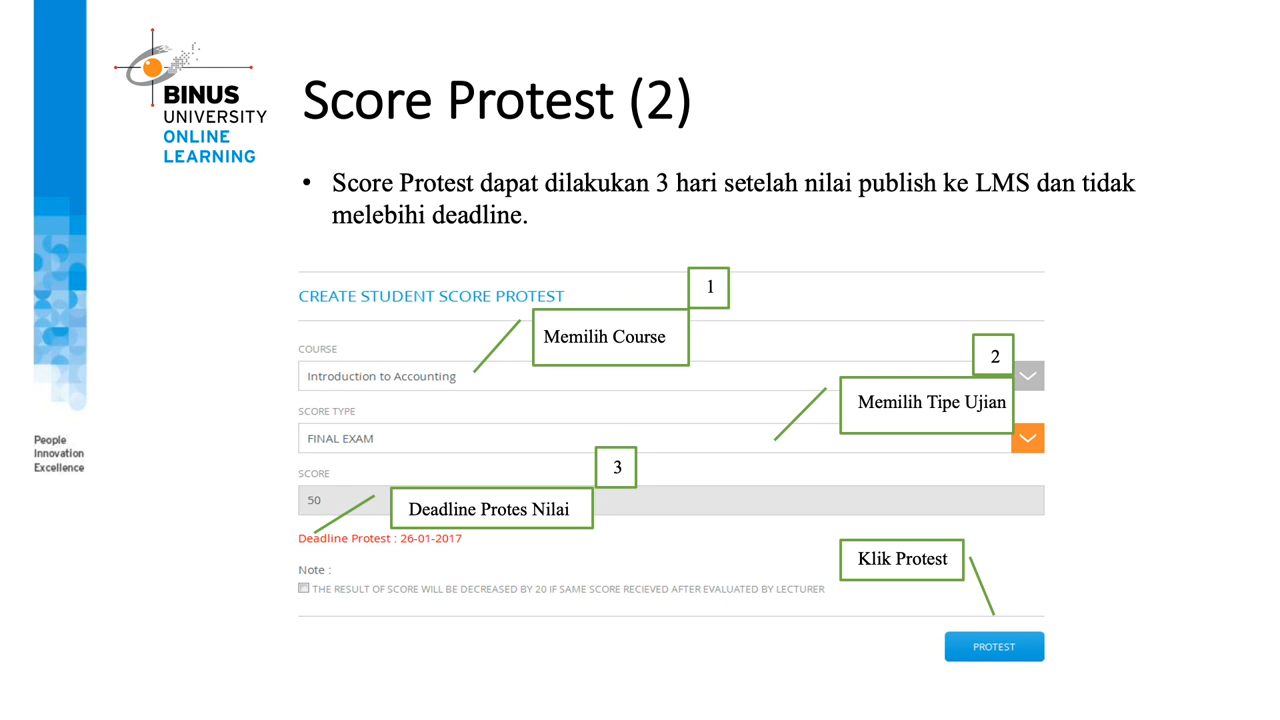 BINUS
UNIVERSITY
ONLINE
LEARNING
Score Protest (2)
• Score Protest dapat dilakukan 3 hari setelah nilai publish ke LMS dan tidak
melebihi deadline.
1
CREATE STUDENT SCORE PROTEST
Memilih Course
COURSE
2
Introduction to Accounting
Memilih Tipe Ujian
SCORE TYPE
FINAL EXAM
3
SCORE
50
Deadline Protes Nilai
Deadline Protest : 26-01-2017
Klik Protest
Note :
THE RESULT OF SCORE WILL BE DECREASED BY 20 IF SAME SCORE RECIEVED AFTER EVALUATED BY LECTURER
PROTEST
People
Innovation
Excellence